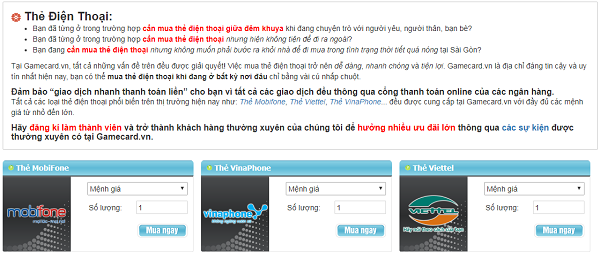 Thẻ Điện Thoại:
Bạn đã từng ở trong trường hợp cần mua thẻ điện thoại giữa đêm khuya khi đang chuyện trò với người yêu, người thân, bạn bè?
Bạn đã từng ở trong trường hợp cần mua thẻ điện thoại nhưng hiên không tiện để đi ra ngoài?
Bạn đang cần mua thẻ điện thoại nhưng không muốn phải bước ra khỏi nhà để đi mua trong tình trạng thời tiết quá nóng tại Sài Gòn?
Tại Gamecard.vn, tất cả những vấn đề trên đều được giải quyết! Việc mua thẻ điện thoại trở nên dễ dàng, nhanh chóng và tiện lợi. Gamecard.vn là địa chỉ đáng tin cậy và uy
tín nhất hiện nay, bạn có thể mua thẻ điện thoại khi đang ở bất kỳ nơi đâu chỉ bằng vài cú nhấp chuột.
Đảm bảo “giao dịch nhanh thanh toán liền” cho bạn vì tất cả các giao dịch đều thông qua cổng thanh toán online của các ngân hàng.
Tất cả các loại thẻ điện thoại phổ biến trên thị trường hiện nay như: Thẻ Mobifone, Thẻ Viettel, Thẻ VinaPhone... đều được cung cấp tại Gamecard.vn với đầy đủ các mệnh
giá từ nhỏ đến lớn.
Hãy đăng kí làm thành viên và trở thành khách hàng thường xuyên của chúng tôi để hưởng nhiều ưu đãi lớn thông qua các sự kiện được
thường xuyên có tại Gamecard.vn.
Thẻ MobiFone
Mệnh giá
mobifone
Số lượng: 1
Mua ngay
Thẻ VinaPhone
Mệnh giá
vinaphone
Số lượng: 1
Mua ngay
Thẻ Viettel
Mệnh giá
VIETTEL
Hãy nói theo cách của bạn
Số lượng: 1
Mua ngay